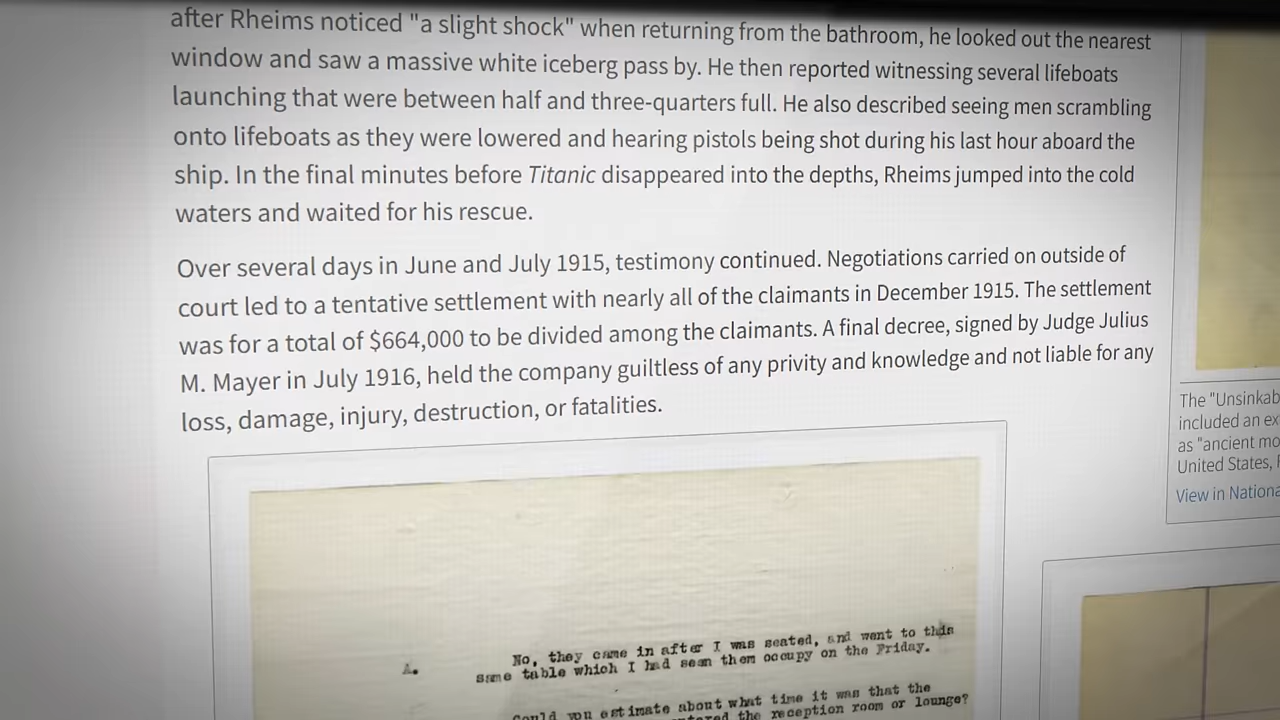 after Rheims noticed "a slight shock" when returning from the bathroom, he looked out the nearest
window and saw a massive white iceberg pass by. He then reported witnessing several lifeboats
launching that were between half and three-quarters full. He also described seeing men scrambling
onto lifeboats as they were lowered and hearing pistols being shot during his last hour aboard the
ship. In the final minutes before Titanic disappeared into the depths, Rheims jumped into the cold
waters and waited for his rescue.
Over several days in June and July 1915, testimony continued. Negotiations carried on outside of
court led to a tentative settlement with nearly all of the claimants in December 1915. The settlement
was for a total of $664,000 to be divided among the claimants. A final decree, signed by Judge Julius
M. Mayer in July 1916, held the company guiltless of any privity and knowledge and not liable for any
loss, damage, injury, destruction, or fatalities.
The "Unsinkab
included an ex
as "ancient mo
United States,
View in Nationa
A. No, they came in after I was seated, and went to this
same table which I had seen them occupy on the Friday.
Could you estimate about what time it was that the
the reception room or lounge?